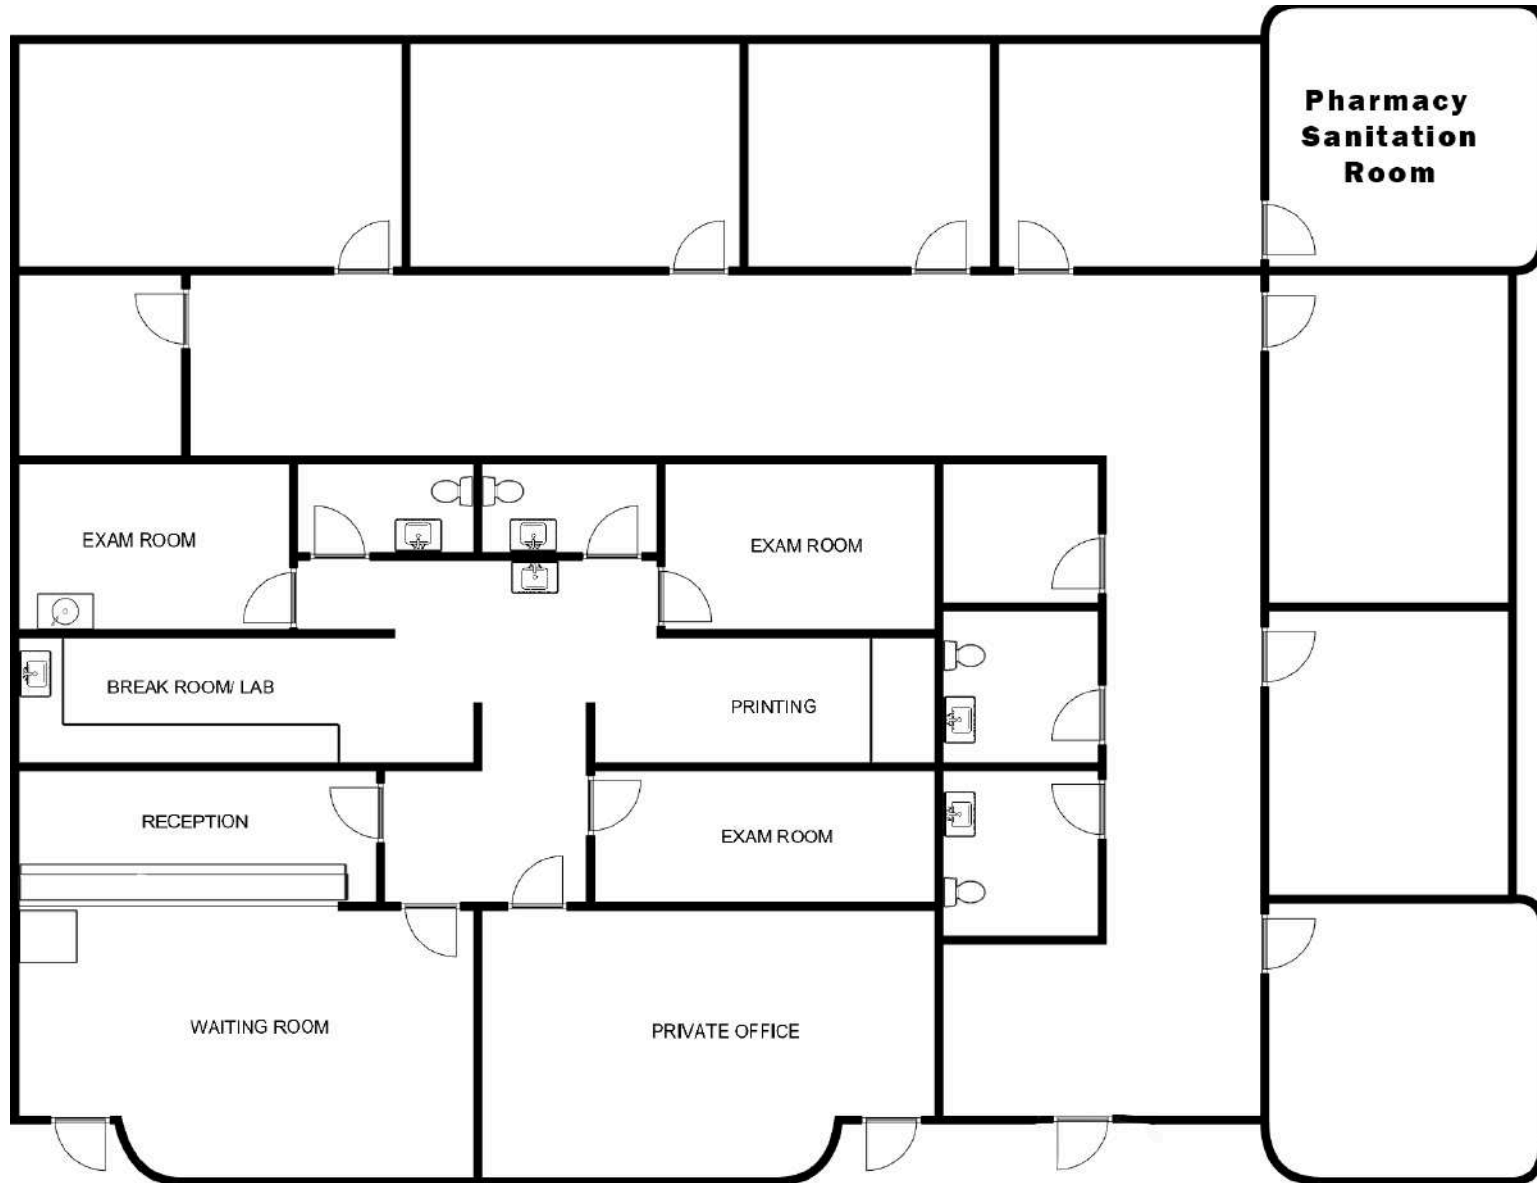 Pharmacy
Sanitation
Room
EXAM ROOM
EXAM ROOM
BREAK ROOM/ LAB
PRINTING
RECEPTION
EXAM ROOM
WAITING ROOM
PRIVATE OFFICE